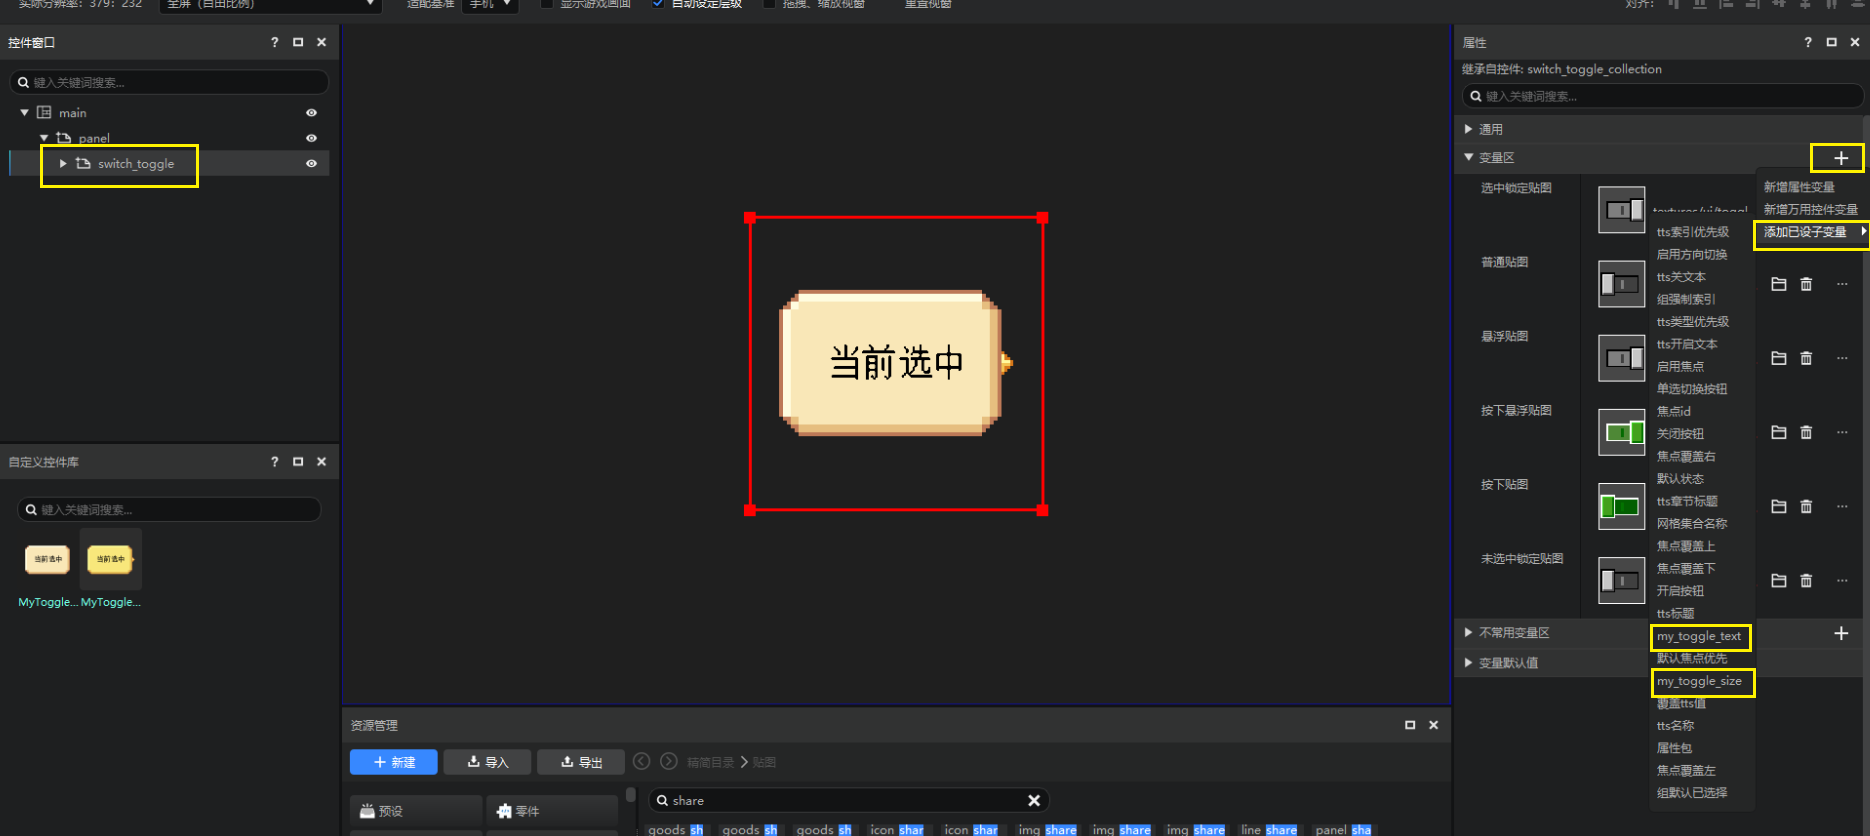 实际分辨率：379；232
全屏（自由比例）
适配基准
手机
显示游戏画面
自动设定层级
拖拽、缩放视窗
重置视窗
对齐：
控件窗口
键入关键词搜索...
main
panel
switch_toggle
自定义控件库
键入关键词搜索...
当前选中
当前选中
MyToggle...
MyToggle...
当前选中
资源管理
新建
导入
导出
精简目录
贴图
预设
零件
share
goods sh
goods sh
goods sh
icon shar
icon shar
img share
img share
img share
line share
panel sha
属性
继承自控件: switch_toggle_collection
键入关键词搜索...
通用
变量区
选中锁定贴图
普通贴图
悬浮贴图
按下悬浮贴图
按下贴图
未选中锁定贴图
不常用变量区
变量默认值
新增属性变量
新增万用控件变量
添加已设子变量
textures/ui/toggl
tts索引优先级
启用方向切换
tts关文本
组强制索引
tts类型优先级
tts开启文本
启用焦点
单选切换按钮
焦点id
关闭按钮
焦点覆盖右
默认状态
tts章节标题
网格集合名称
焦点覆盖上
焦点覆盖下
开启按钮
tts标题
my_toggle_text
默认焦点优先
my_toggle_size
覆盖tts值
tts名称
属性包
焦点覆盖左
组默认已选择